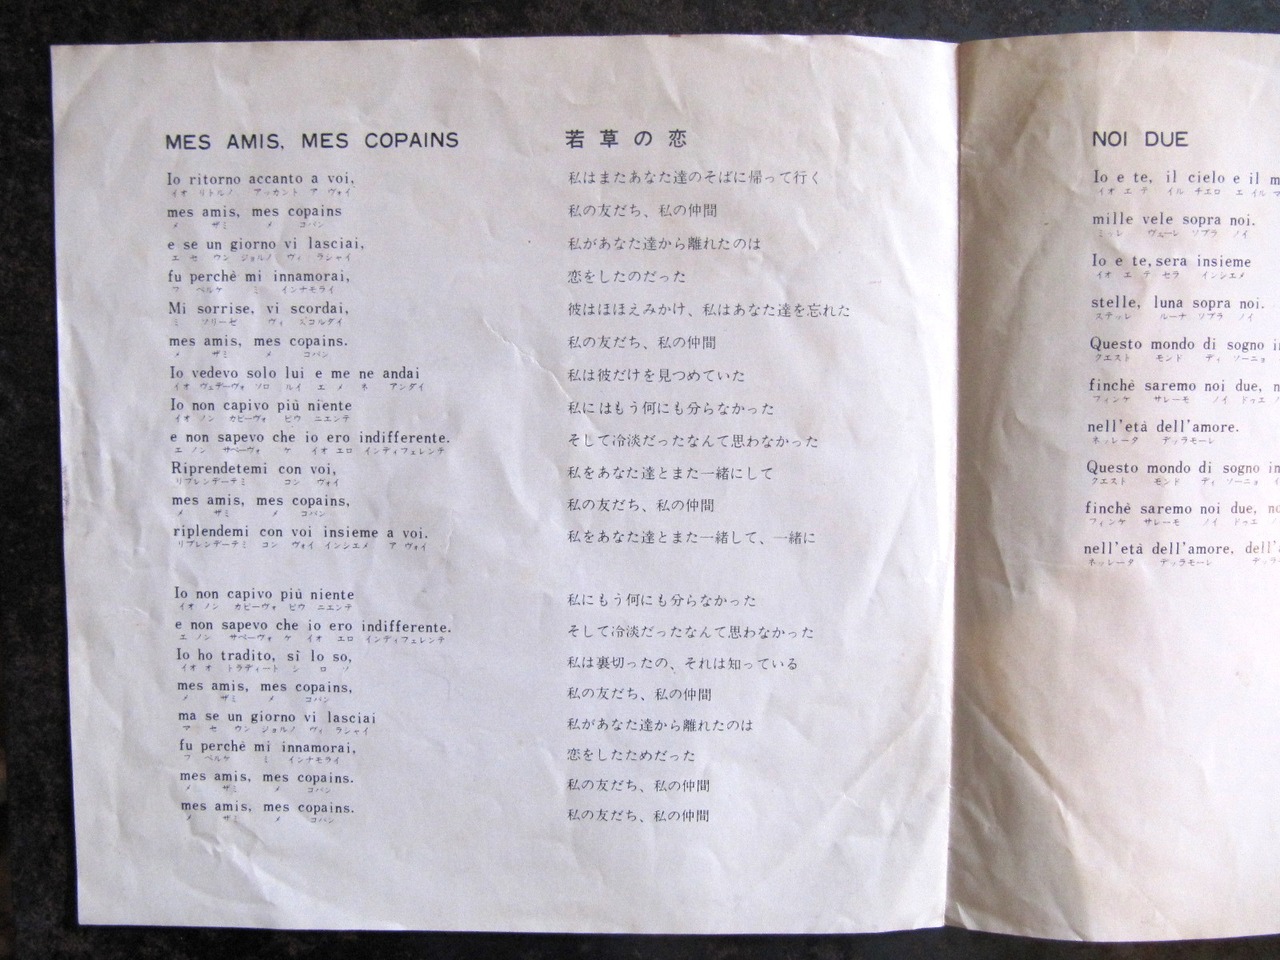 MES AMIS, MES COPAINS
Io ritorno accanto a voi,
イオ リトルノ アッカント ア ヴォイ
mes amis, mes copains
メ ザミ メ コパン
e se un giorno vi lasciai,
エ セ ウン ジョルノ ヴィ ラシャイ
fu perchè mi innamorai,
フ ペルケ ミ インナモライ
Mi sorrise, vi scordai,
ミ ソリーゼ ヴィ スコルダイ
mes amis, mes copains.
メ ザミ メ コパン
Io vedevo solo lui e me ne andai
イオ ヴェデーヴォ ソロ ルイ エ メ ネ アンダイ
Io non capivo più niente
イオ ノン カピーヴォ ピウ ニエンテ
e non sapevo che io ero indifferente.
エ ノン サペーヴォ ケ イオ エロ インディフェレンテ
Riprendetemi con voi,
リプレンデーテミ コン ヴォイ
mes amis, mes copains,
メ ザミ メ コパン
riplendemi con voi insieme a voi.
リプレンデーテミ コン ヴォイ インシエメ ア ヴォイ
Io non capivo più niente
イオ ノン カピーヴォ ピウ ニエンテ
e non sapevo che io ero indifferente.
エ ノン サペーヴォ ケ イオ エロ インディフェレンテ
Io ho tradito, sì lo so,
イオ オ トラディート シ ロ ソ
mes amis, mes copains,
メ ザミ メ コパン
ma se un giorno vi lasciai
マ セ ウン ジョルノ ヴィ ラシャイ
fu perchè mi innamorai,
フ ペルケ ミ インナモライ
mes amis, mes copains.
メ ザミ メ コパン
mes amis, mes copains.
メ ザミ メ コパン
若草の恋
私はまたあなた達のそばに帰って行く
私の友だち、私の仲間
私があなた達から離れたのは
恋をしたのだった
彼はほほえみかけ、私はあなた達を忘れた
私の友だち、私の仲間
私は彼だけを見つめていた
私にはもう何にも分らなかった
そして冷淡だったなんて思わなかった
私をあなた達とまた一緒にして
私の友だち、私の仲間
私をあなた達とまた一緒して、一緒に
私にもう何にも分らなかった
そして冷淡だったなんて思わなかった
私は裏切ったの、それは知っている
私の友だち、私の仲間
私があなた達から離れたのは
恋をしたためだった
私の友だち、私の仲間
私の友だち、私の仲間
NOI DUE
Io e te, il cielo e il m
イオ エ テ イル チエロ エ イル マ
mille vele sopra noi.
ミッレ ヴェーレ ソプラ ノイ
Io e te, sera insieme
イオ エ テ セラ インシエメ
stelle, luna sopra noi.
ステッレ ルーナ ソプラ ノイ
Questo mondo di sogno i
クエスト モンド ディ ソーニョ
finchè saremo noi due, n
フィンケ サレーモ ノイ ドゥエ
nell'età dell'amore.
ネッレータ デッラモーレ
Questo mondo di sogno in
クエスト モンド ディ ソーニョ イ
finchè saremo noi due, no
フィンケ サレーモ ノイ ドゥエ
nell'età dell'amore, dell'
ネッレータ デッラモーレ デッラ